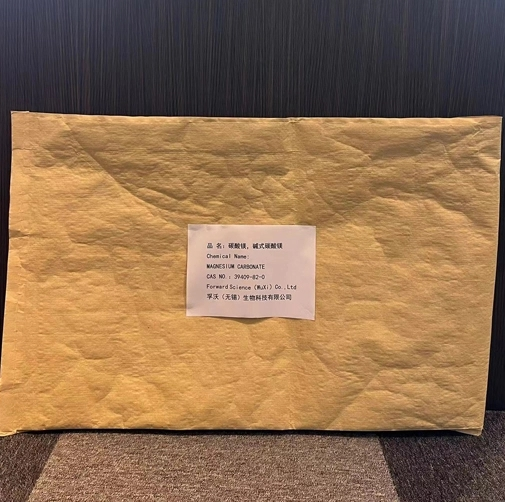 品 名: 碳酸镁，碱式碳酸镁
Chemical Name:
MAGNESIUM CARBONATE
CAS NO.: 39409-82-0
Forward Science (WuXi) Co.,Ltd
孚沃（无锡）生物科技有限公司